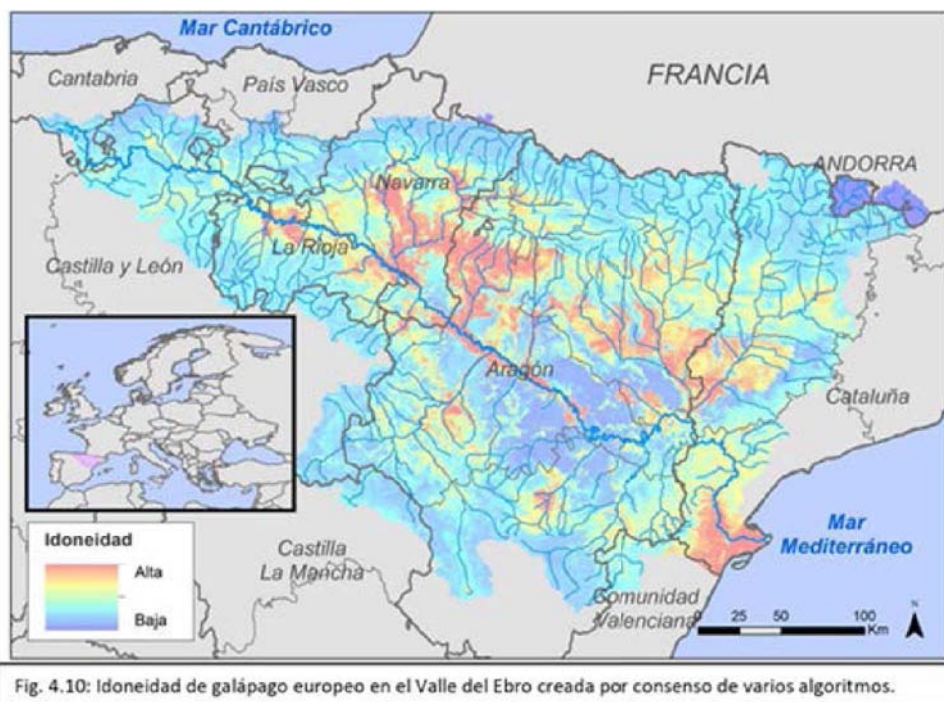 Mar Cantábrico
Cantabria
País Vasco
FRANCIA
ANDORRA
Navarra
La Rioja
Castilla y León
Aragón
Cataluña
Mar
Mediterráneo
Idoneidad
Alta
Baja
Castilla
La Mancha
Comunidad
Valenciana
0 25 50 100
Km
N
Fig. 4.10: Idoneidad de galápago europeo en el Valle del Ebro creada por consenso de varios algoritmos.